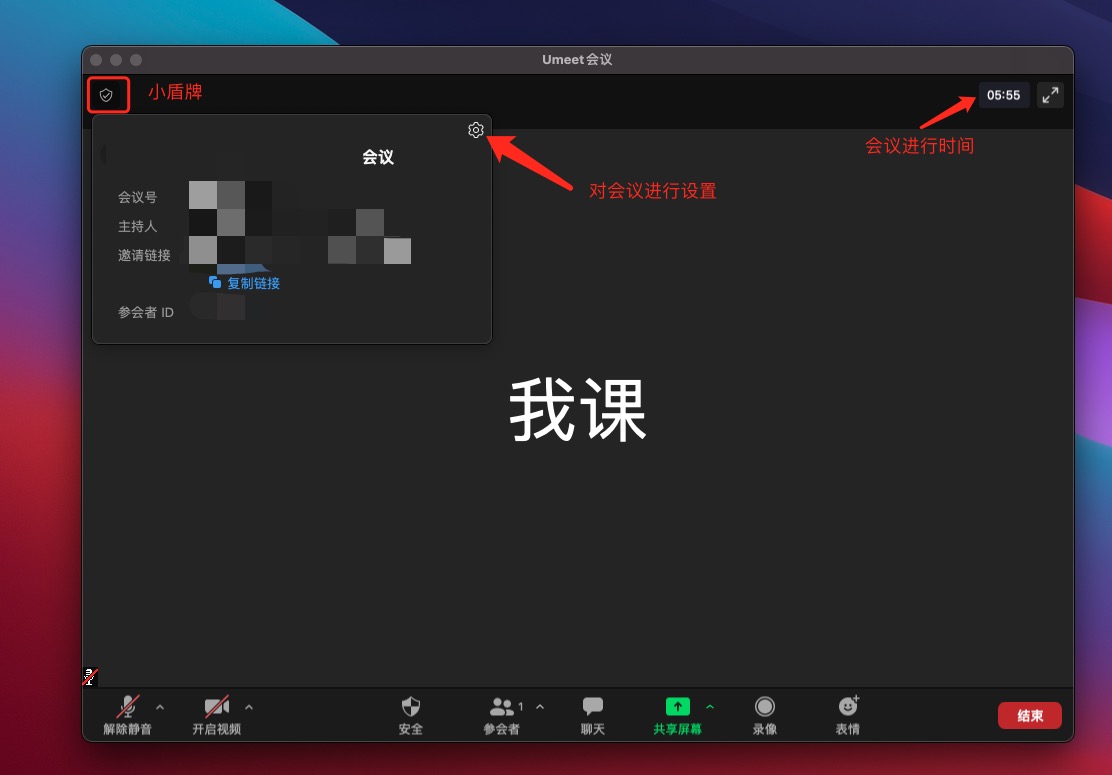 Umeet会议
小盾牌
05:55
会议进行时间
会议
对会议进行设置
会议号
主持人
邀请链接
复制链接
参会者 ID
我课
1
解除静音
开启视频
安全
参会者
聊天
共享屏幕
录像
表情
结束